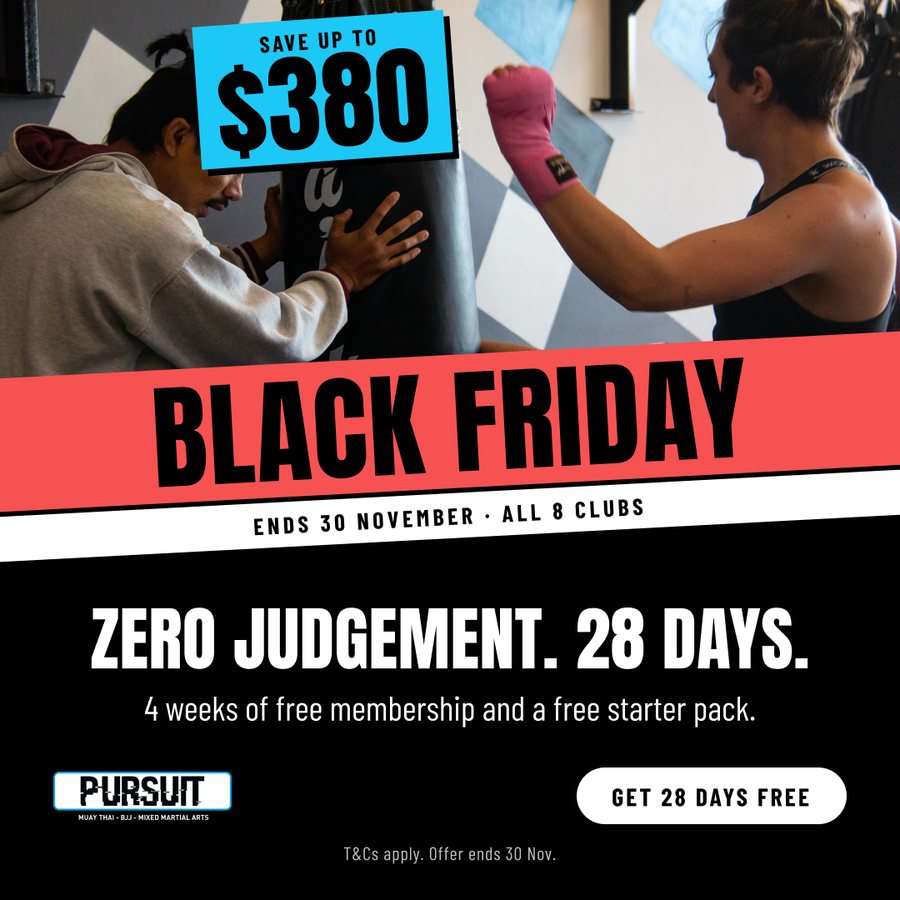 SAVE UP TO
$380
BLACK FRIDAY
ENDS 30 NOVEMBER · ALL 8 CLUBS
ZERO JUDGEMENT. 28 DAYS.
4 weeks of free membership and a free starter pack.
PURSUIT
MUAY THAI - BJJ - MIXED MARTIAL ARTS
GET 28 DAYS FREE
T&Cs apply. Offer ends 30 Nov.